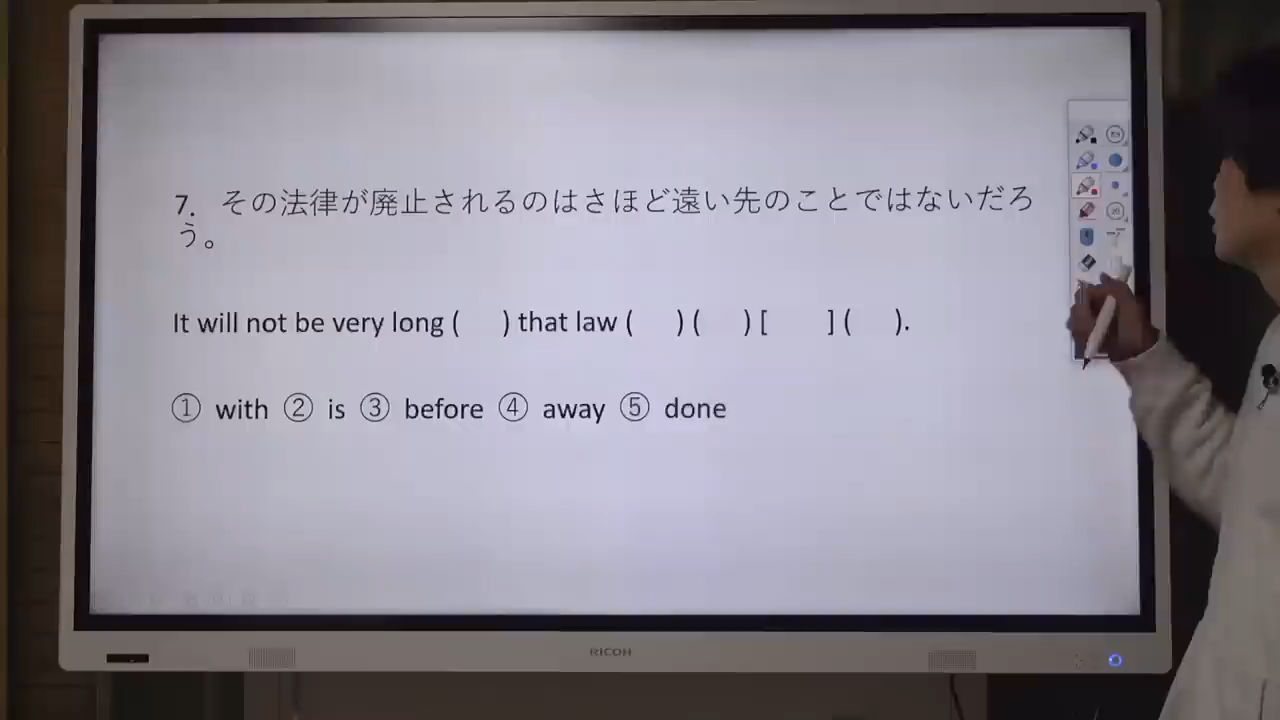 7. その法律が廃止されるのはさほど遠い先のことではないだろ
う。
It will not be very long (     ) that law (     ) (     ) [       ] (     ).
① with ② is ③ before ④ away ⑤ done
RICOH